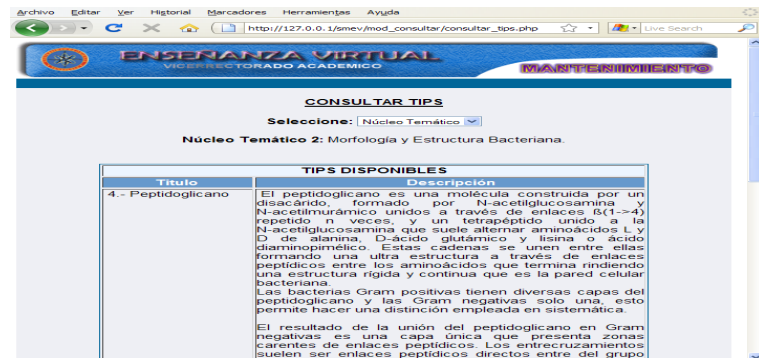 Archivo Editar Ver Historial Marcadores Herramientas Ayuda
http://127.0.0.1/smev/mod_consultar/consultar_tips.php
Live Search
ENSEÑANZA VIRTUAL
VICERRECTORADO ACADEMICO
MANTENIMIENTO
CONSULTAR TIPS
Seleccione: Núcleo Temático
Núcleo Temático 2: Morfología y Estructura Bacteriana.
TIPS DISPONIBLES
Titulo Descripción
4.- Peptidoglicano
El peptidoglicano es una molécula construida por un
disacárido, formado por N-acetilglucosamina y
N-acetilmurámico unidos a través de enlaces ß(1->4)
repetido n veces, y un tetrapéptido unido a la
N-acetilglucosamina que suele alternar aminoácidos L y
D de alanina, D-ácido glutámico y lisina o ácido
diaminopimélico. Estas cadenas se unen entre ellas
formando una ultra estructura a través de enlaces
peptídicos entre los aminoácidos que termina rindiendo
una estructura rígida y continua que es la pared celular
bacteriana.
Las bacterias Gram positivas tienen diversas capas del
peptidoglicano y las Gram negativas solo una, esto
permite hacer una distinción empleada en sistemática.
El resultado de la unión del peptidoglicano en Gram
negativas es una capa única que presenta zonas
carentes de enlaces peptídicos. Los entrecruzamientos
suelen ser enlaces peptídicos directos entre del grupo